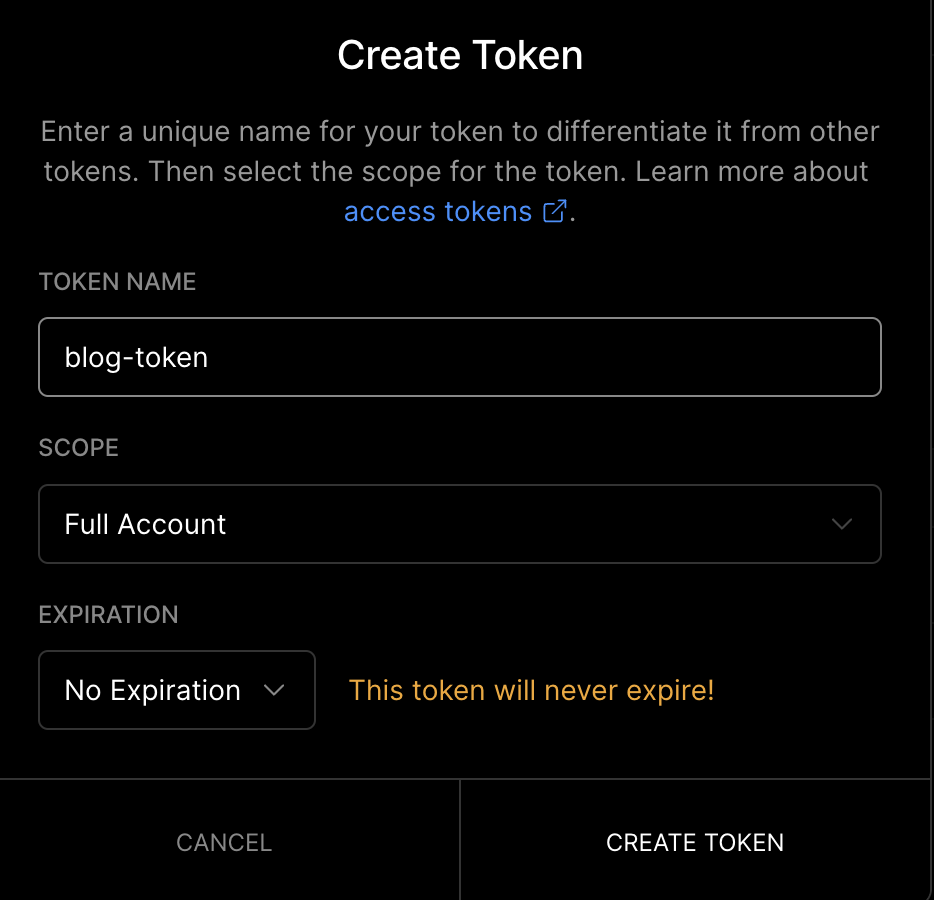 Create Token
Enter a unique name for your token to differentiate it from other
tokens. Then select the scope for the token. Learn more about
access tokens.
TOKEN NAME
blog-token
SCOPE
Full Account
EXPIRATION
No Expiration
This token will never expire!
CANCEL
CREATE TOKEN